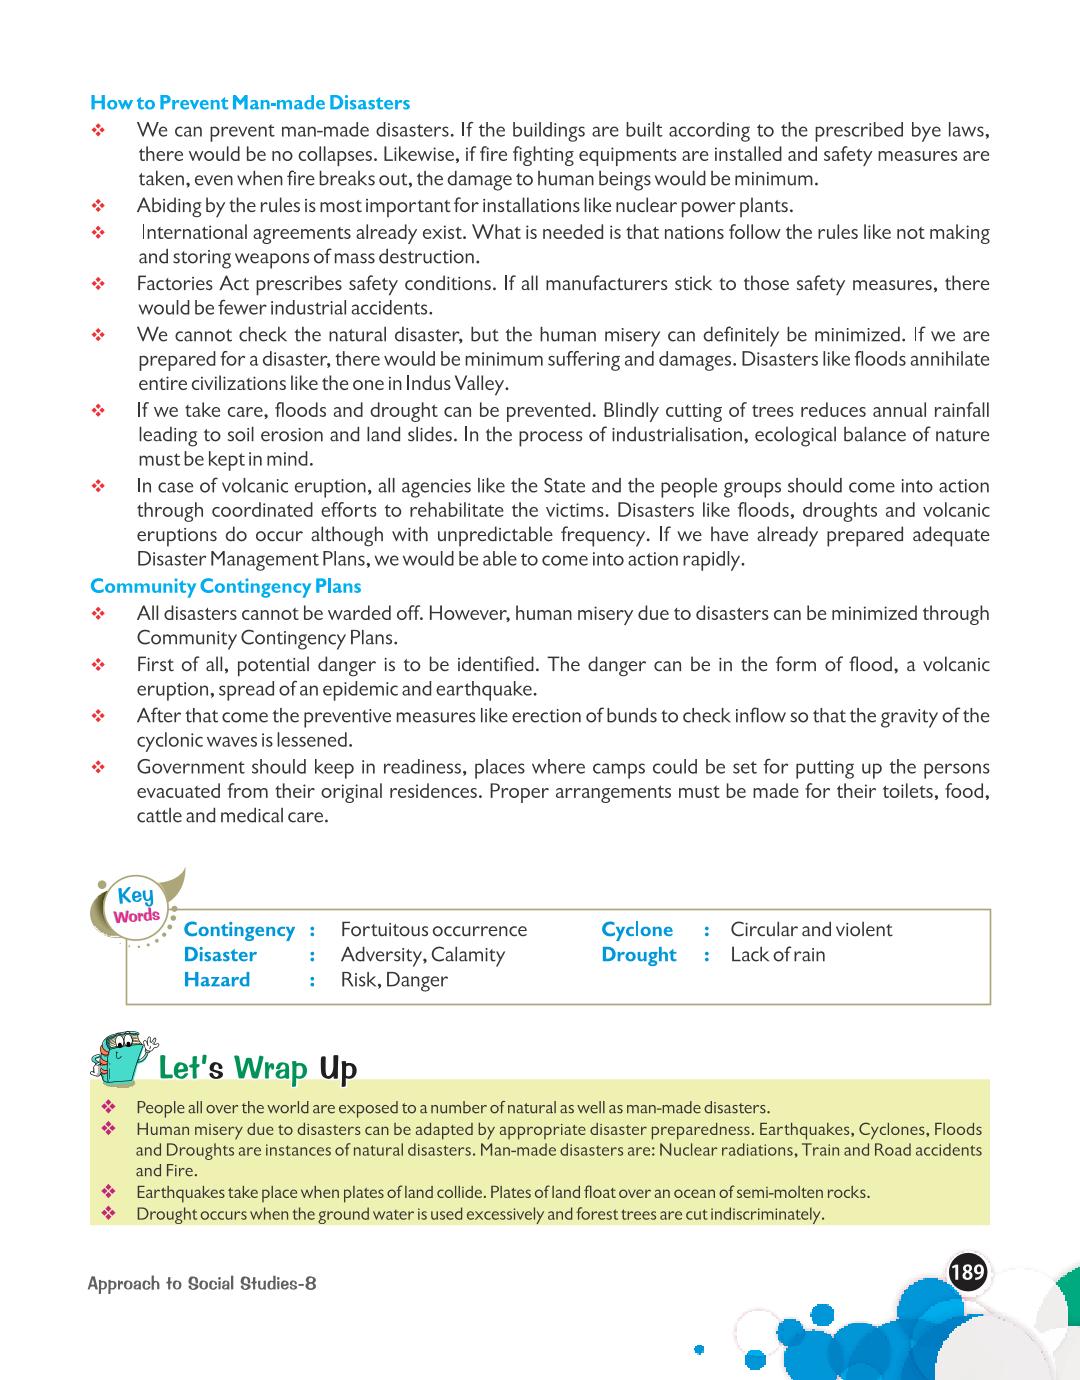 How to Prevent Man-made Disasters
❖ We can prevent man-made disasters. If the buildings are built according to the prescribed bye laws,
there would be no collapses. Likewise, if fire fighting equipments are installed and safety measures are
taken, even when fire breaks out, the damage to human beings would be minimum.
❖ Abiding by the rules is most important for installations like nuclear power plants.
❖ International agreements already exist. What is needed is that nations follow the rules like not making
and storing weapons of mass destruction.
❖ Factories Act prescribes safety conditions. If all manufacturers stick to those safety measures, there
would be fewer industrial accidents.
❖ We cannot check the natural disaster, but the human misery can definitely be minimized. If we are
prepared for a disaster, there would be minimum suffering and damages. Disasters like floods annihilate
entire civilizations like the one in Indus Valley.
❖ If we take care, floods and drought can be prevented. Blindly cutting of trees reduces annual rainfall
leading to soil erosion and land slides. In the process of industrialisation, ecological balance of nature
must be kept in mind.
❖ In case of volcanic eruption, all agencies like the State and the people groups should come into action
through coordinated efforts to rehabilitate the victims. Disasters like floods, droughts and volcanic
eruptions do occur although with unpredictable frequency. If we have already prepared adequate
Disaster Management Plans, we would be able to come into action rapidly.
Community Contingency Plans
❖ All disasters cannot be warded off. However, human misery due to disasters can be minimized through
Community Contingency Plans.
❖ First of all, potential danger is to be identified. The danger can be in the form of flood, a volcanic
eruption, spread of an epidemic and earthquake.
❖ After that come the preventive measures like erection of bunds to check inflow so that the gravity of the
cyclonic waves is lessened.
❖ Government should keep in readiness, places where camps could be set for putting up the persons
evacuated from their original residences. Proper arrangements must be made for their toilets, food,
cattle and medical care.
Key
Words
Contingency : Fortuitous occurrence Cyclone : Circular and violent
Disaster : Adversity, Calamity Drought : Lack of rain
Hazard : Risk, Danger
Let's Wrap Up
❖ People all over the world are exposed to a number of natural as well as man-made disasters.
❖ Human misery due to disasters can be adapted by appropriate disaster preparedness. Earthquakes, Cyclones, Floods
and Droughts are instances of natural disasters. Man-made disasters are: Nuclear radiations, Train and Road accidents
and Fire.
❖ Earthquakes take place when plates of land collide. Plates of land float over an ocean of semi-molten rocks.
❖ Drought occurs when the ground water is used excessively and forest trees are cut indiscriminately.
Approach to Social Studies-8
189